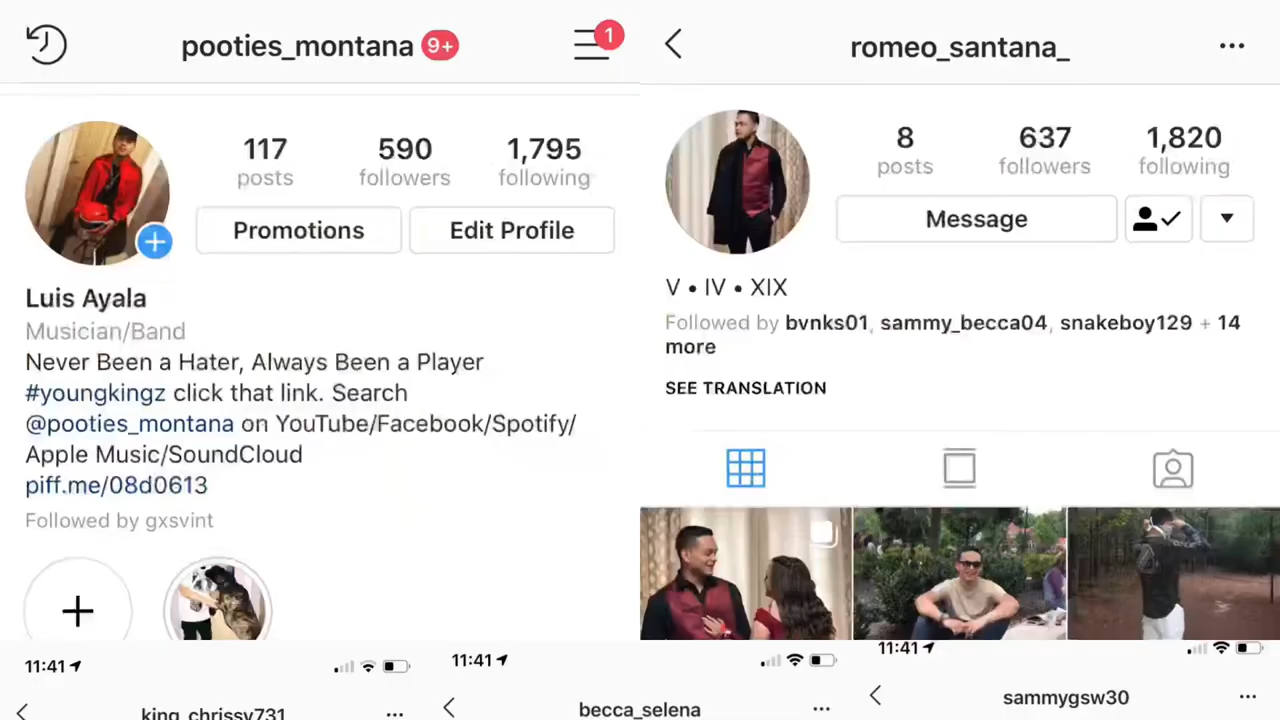 pooties_montana 9+
1
117 590 1,795
posts followers following
Promotions Edit Profile
Luis Ayala
Musician/Band
Never Been a Hater, Always Been a Player
#youngkingz click that link. Search
@pooties_montana on YouTube/Facebook/Spotify/
Apple Music/SoundCloud
piff.me/08d0613
Followed by gxsvint
romeo_santana_
8 637 1,820
posts followers following
Message
V • IV • XIX
Followed by bvnks01, sammy_becca04, snakeboy129 + 14
more
SEE TRANSLATION
11:41
king_chrissy731
11:41
becca_selena
11:41
sammygsw30